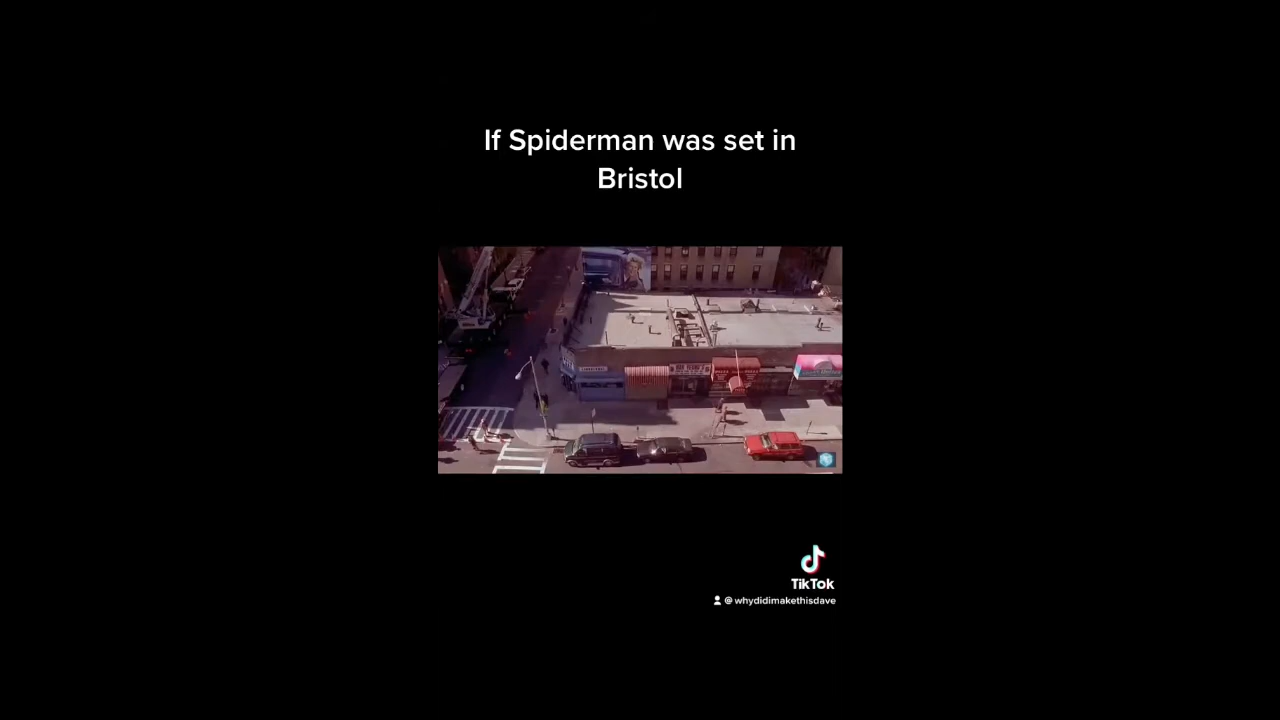 If Spiderman was set in
Bristol
TikTok
@ whydidimakethisdave